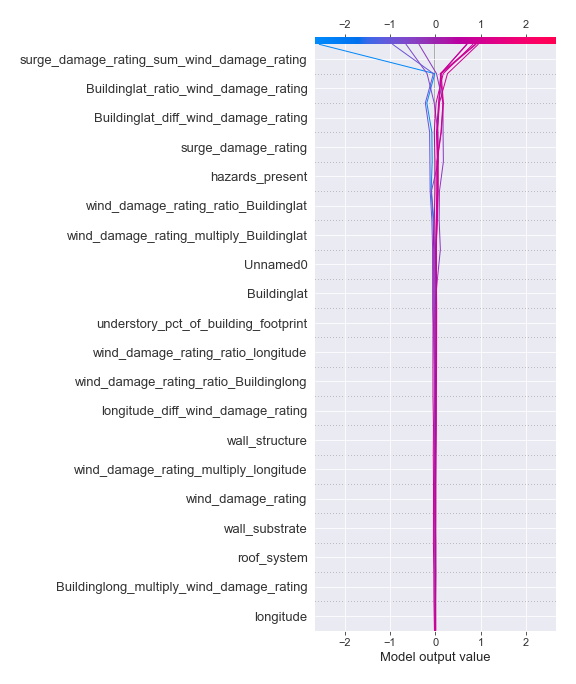 −2 −1 0 1 2
surge_damage_rating_sum_wind_damage_rating
Buildinglat_ratio_wind_damage_rating
Buildinglat_diff_wind_damage_rating
surge_damage_rating
hazards_present
wind_damage_rating_ratio_Buildinglat
wind_damage_rating_multiply_Buildinglat
Unnamed0
Buildinglat
understory_pct_of_building_footprint
wind_damage_rating_ratio_longitude
wind_damage_rating_ratio_Buildinglong
longitude_diff_wind_damage_rating
wall_structure
wind_damage_rating_multiply_longitude
wind_damage_rating
wall_substrate
roof_system
Buildinglong_multiply_wind_damage_rating
longitude
−2 −1 0 1 2
Model output value